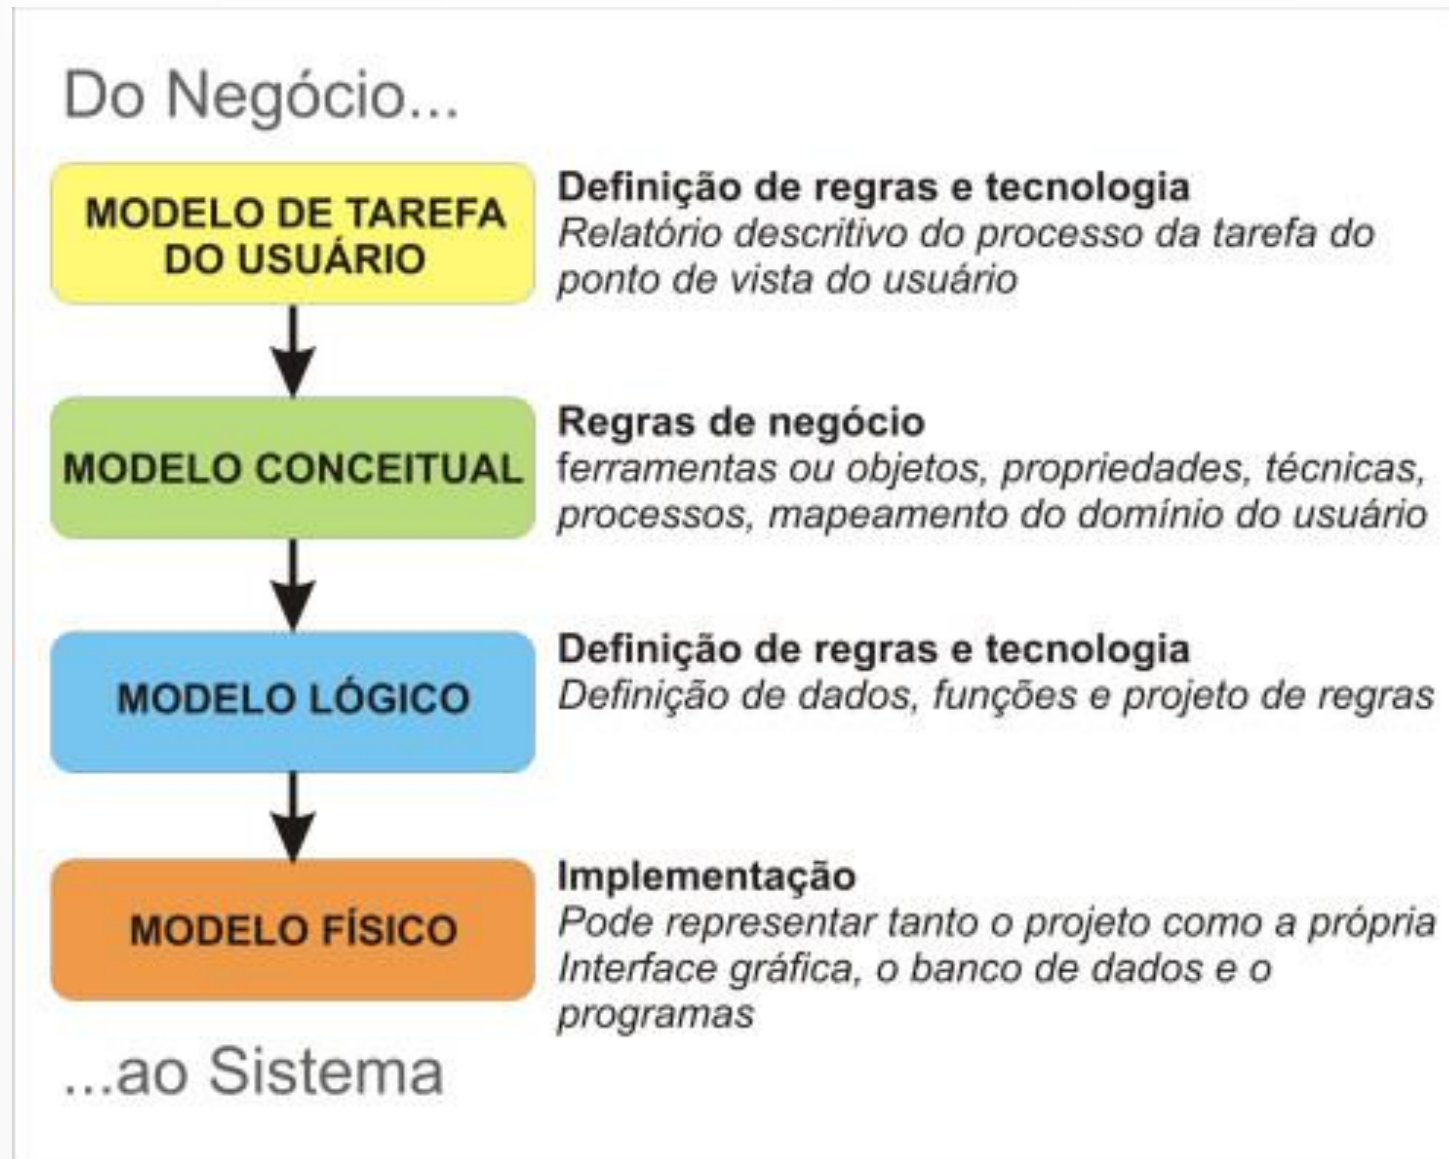 Do Negócio...
MODELO DE TAREFA
DO USUÁRIO
Definição de regras e tecnologia
Relatório descritivo do processo da tarefa do
ponto de vista do usuário
MODELO CONCEITUAL
Regras de negócio
ferramentas ou objetos, propriedades, técnicas,
processos, mapeamento do domínio do usuário
MODELO LÓGICO
Definição de regras e tecnologia
Definição de dados, funções e projeto de regras
MODELO FÍSICO
Implementação
Pode representar tanto o projeto como a própria
Interface gráfica, o banco de dados e o
programas
...ao Sistema